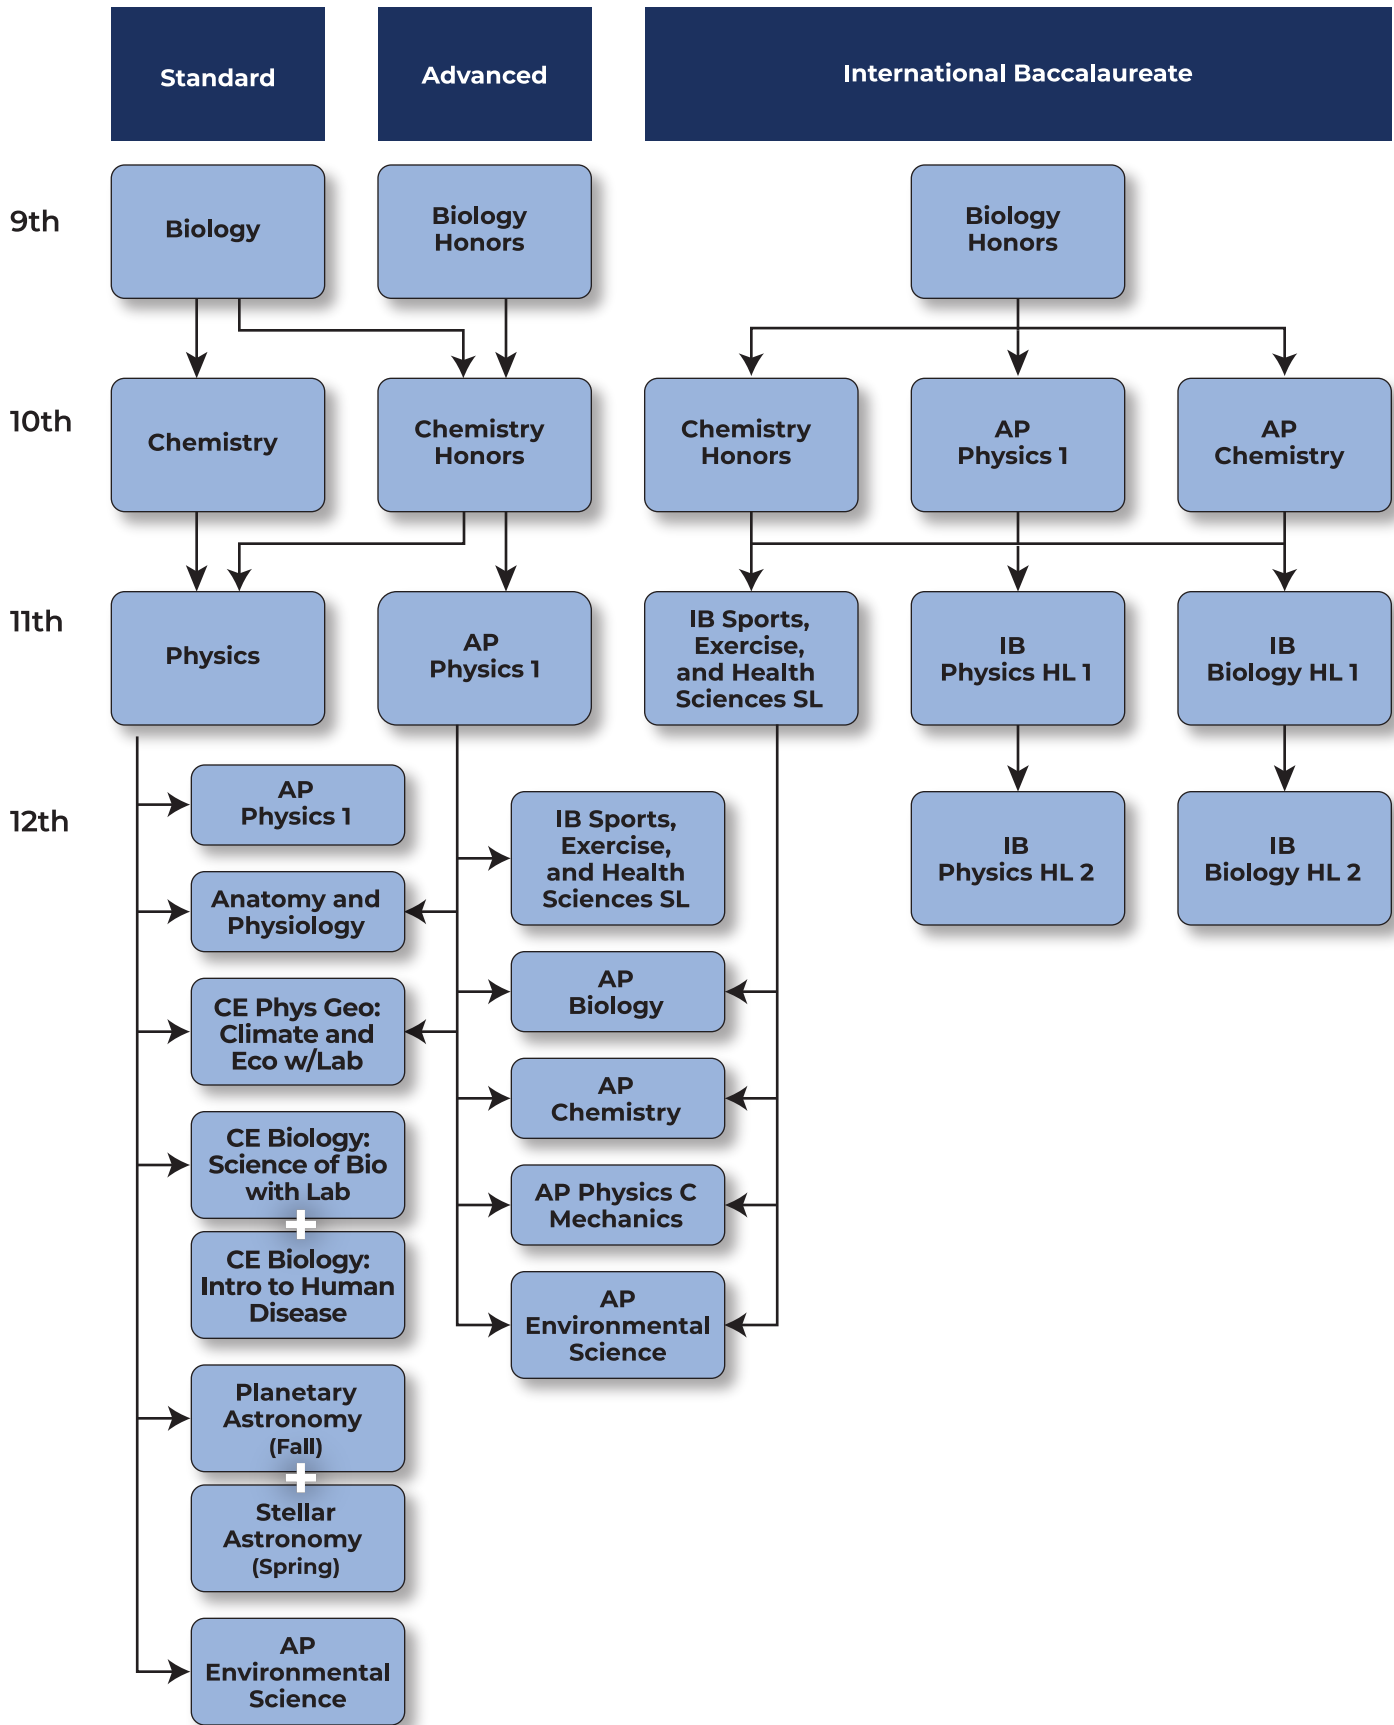 Standard
Advanced
International Baccalaureate
9th
Biology
Biology
Honors
Biology
Honors
10th
Chemistry
Chemistry
Honors
Chemistry
Honors
AP
Physics 1
AP
Chemistry
11th
Physics
AP
Physics 1
IB Sports,
Exercise,
and Health
Sciences SL
IB
Physics HL 1
IB
Biology HL 1
12th
AP
Physics 1
Anatomy and
Physiology
CE Phys Geo:
Climate and
Eco w/Lab
CE Biology:
Science of Bio
with Lab
+
CE Biology:
Intro to Human
Disease
Planetary
Astronomy
(Fall)
+
Stellar
Astronomy
(Spring)
AP
Environmental
Science
IB Sports,
Exercise,
and Health
Sciences SL
AP
Biology
AP
Chemistry
AP Physics C
Mechanics
AP
Environmental
Science
IB
Physics HL 2
IB
Biology HL 2